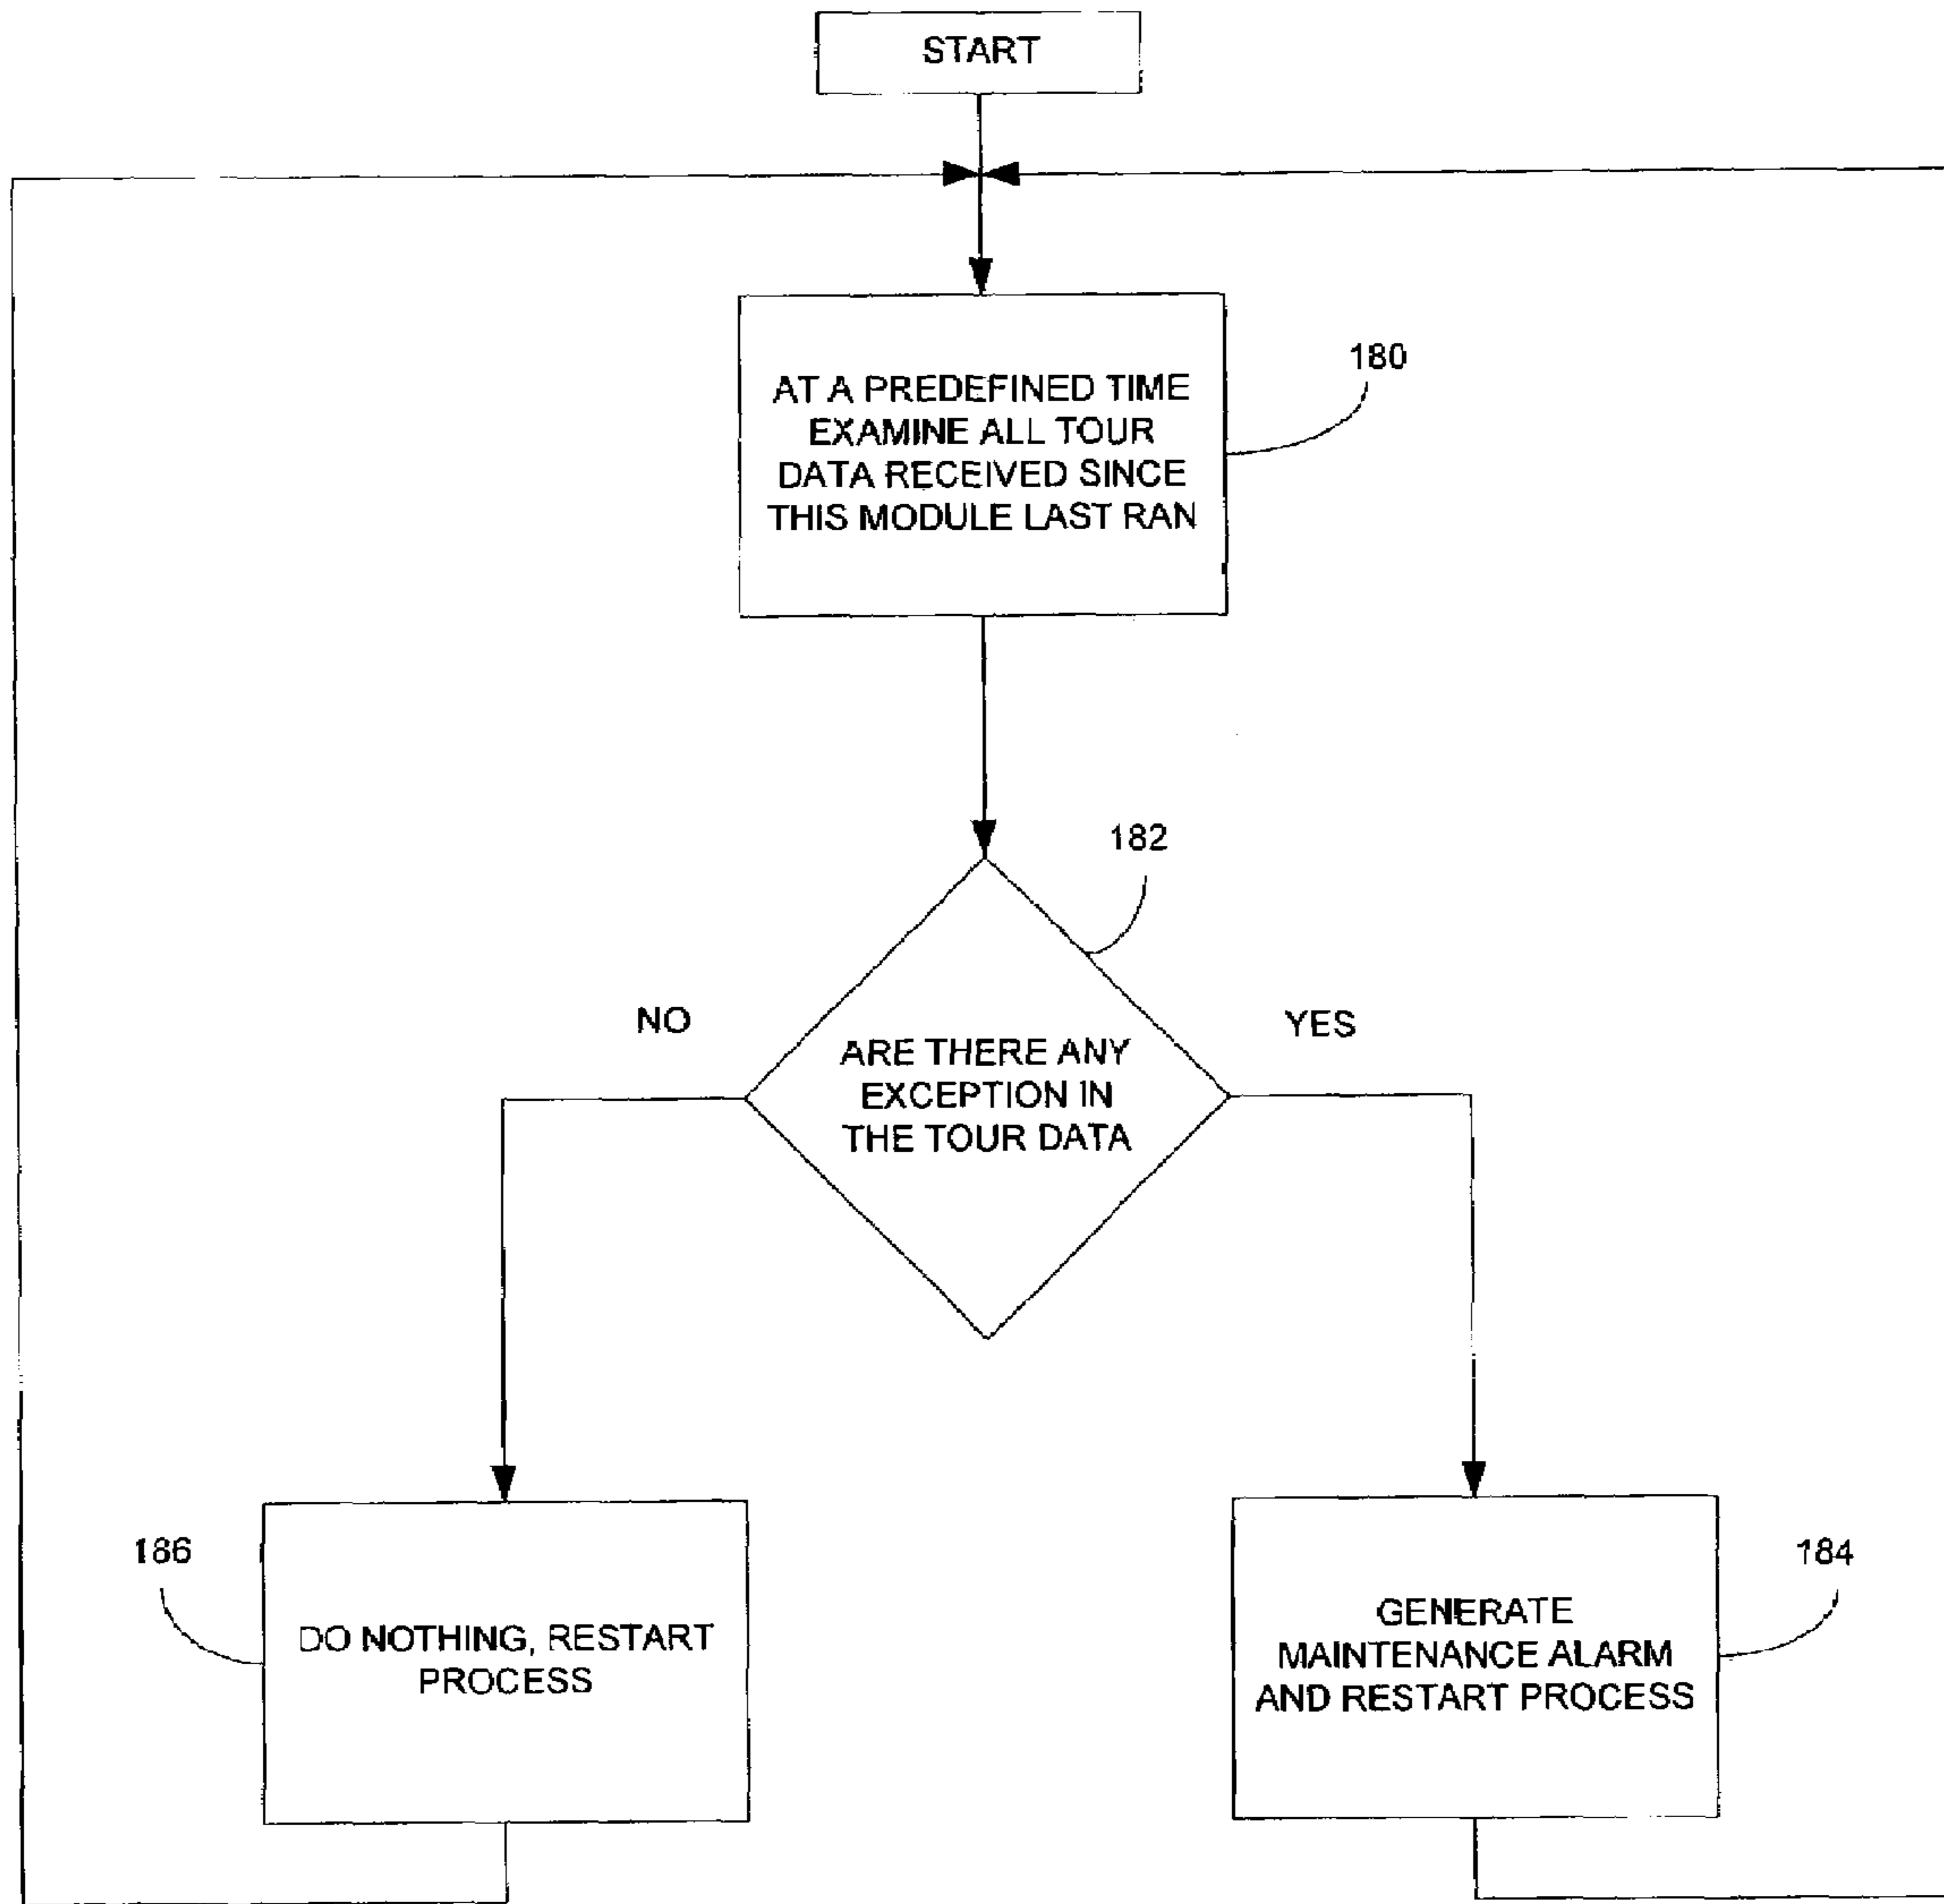 START
180
AT A PREDEFINED TIME
EXAMINE ALL TOUR
DATA RECEIVED SINCE
THIS MODULE LAST RAN
182
NO
YES
ARE THERE ANY
EXCEPTION IN
THE TOUR DATA
186
DO NOTHING, RESTART
PROCESS
184
GENERATE
MAINTENANCE ALARM
AND RESTART PROCESS